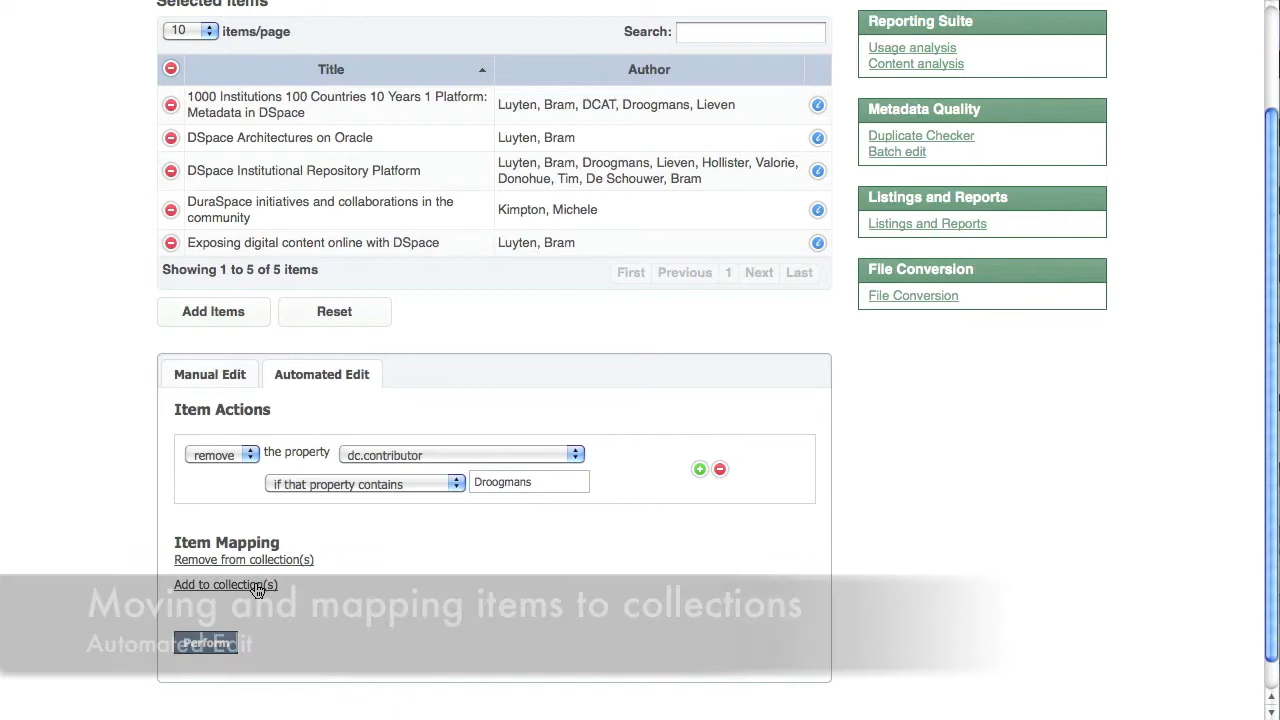 Selected Items
10 items/page Search:
Title Author
1000 Institutions 100 Countries 10 Years 1 Platform:
Metadata in DSpace
Luyten, Bram, DCAT, Droogmans, Lieven
DSpace Architectures on Oracle Luyten, Bram
DSpace Institutional Repository Platform
Luyten, Bram, Droogmans, Lieven, Hollister, Valorie,
Donohue, Tim, De Schouwer, Bram
DuraSpace initiatives and collaborations in the
community
Kimpton, Michele
Exposing digital content online with DSpace Luyten, Bram
Showing 1 to 5 of 5 items First Previous 1 Next Last
Add Items Reset
Manual Edit Automated Edit
Item Actions
remove the property dc.contributor
if that property contains Droogmans
Item Mapping
Remove from collection(s)
Add to collection(s)
Perform
Moving and mapping items to collections
Automated Edit
Reporting Suite
Usage analysis
Content analysis
Metadata Quality
Duplicate Checker
Batch edit
Listings and Reports
Listings and Reports
File Conversion
File Conversion